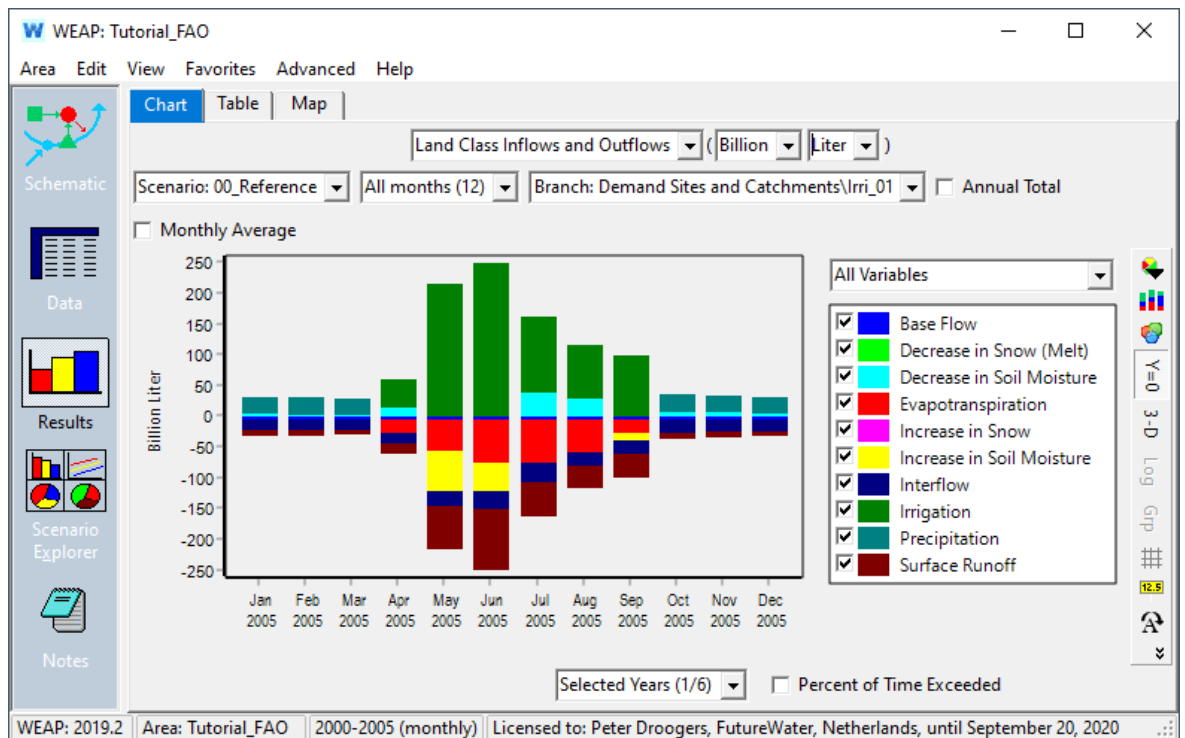 WEAP: Tutorial_FAO
Area Edit View Favorites Advanced Help
Schematic
Data
Results
Scenario
Explorer
Notes
Chart Table Map
Land Class Inflows and Outflows ( Billion Liter )
Scenario: 00_Reference All months (12) Branch: Demand Sites and Catchments\Irri_01 Annual Total
Monthly Average
Billion Liter
250
200
150
100
50
0
-50
-100
-150
-200
-250
Jan Feb Mar Apr May Jun Jul Aug Sep Oct Nov Dec
2005 2005 2005 2005 2005 2005 2005 2005 2005 2005 2005 2005
All Variables
Base Flow
Decrease in Snow (Melt)
Decrease in Soil Moisture
Evapotranspiration
Increase in Snow
Increase in Soil Moisture
Interflow
Irrigation
Precipitation
Surface Runoff
Y=0
3-D
Log
Grp
12.5
A
Selected Years (1/6) Percent of Time Exceeded
WEAP: 2019.2 Area: Tutorial_FAO 2000-2005 (monthly) Licensed to: Peter Droogers, FutureWater, Netherlands, until September 20, 2020